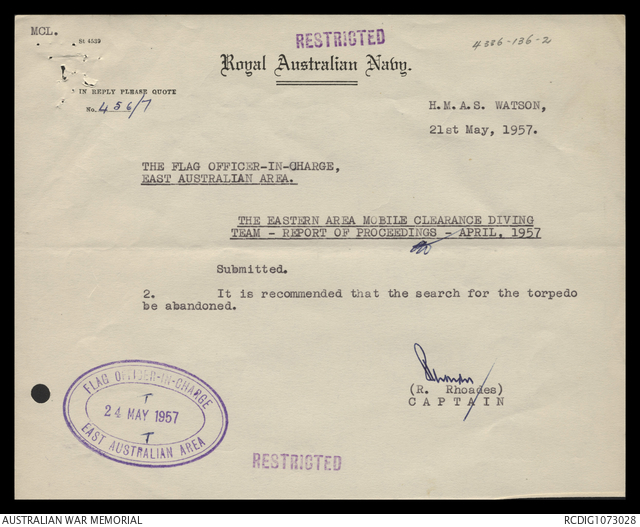 MCL.
St 4539
RESTRICTED
4386-136-2
Royal Australian Navy.
IN REPLY PLEASE QUOTE
No. 456/7
H.M.A.S. WATSON,
21st May, 1957.
THE FLAG OFFICER-IN-CHARGE,
EAST AUSTRALIAN AREA.
THE EASTERN AREA MOBILE CLEARANCE DIVING
TEAM - REPORT OF PROCEEDINGS - APRIL, 1957
Submitted.
2. It is recommended that the search for the torpedo
be abandoned.
(R. Rhoades)
CAPTAIN
FLAG OFFICER-IN-CHARGE
24 MAY 1957
EAST AUSTRALIAN AREA
RESTRICTED
AUSTRALIAN WAR MEMORIAL
RCDIG1073028